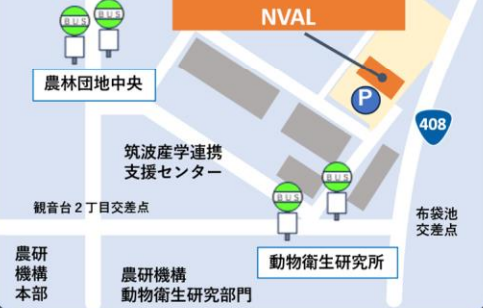 BUS
BUS
NVAL
農林団地中央
P
408
筑波産学連携
支援センター
BUS
BUS
観音台２丁目交差点
布袋池
交差点
動物衛生研究所
農研
機構
本部
農研機構
動物衛生研究部門